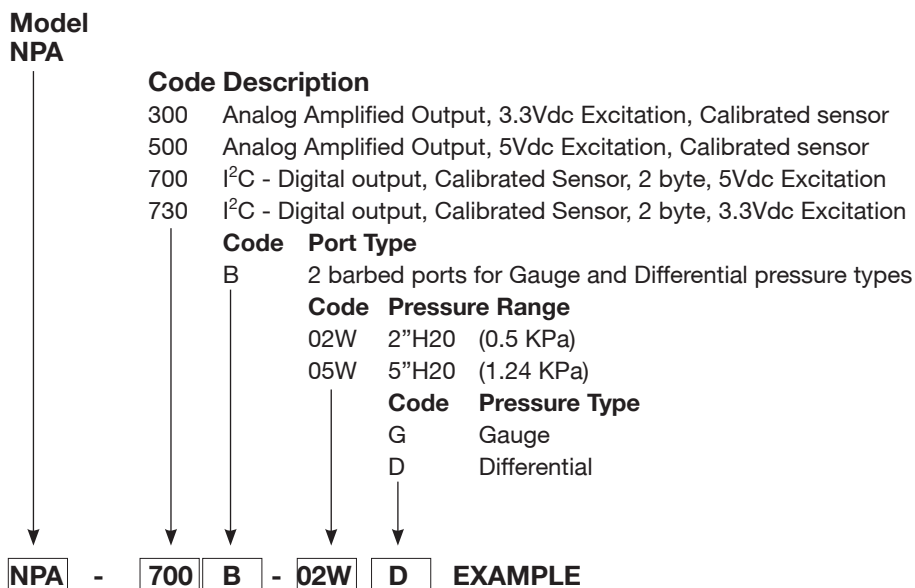 Model
NPA
Code Description
300 Analog Amplified Output, 3.3Vdc Excitation, Calibrated sensor
500 Analog Amplified Output, 5Vdc Excitation, Calibrated sensor
700 I²C - Digital output, Calibrated Sensor, 2 byte, 5Vdc Excitation
730 I²C - Digital output, Calibrated Sensor, 2 byte, 3.3Vdc Excitation
Code Port Type
B 2 barbed ports for Gauge and Differential pressure types
Code Pressure Range
02W 2”H20 (0.5 KPa)
05W 5”H20 (1.24 KPa)
Code Pressure Type
G Gauge
D Differential
NPA - 700 B - 02W D EXAMPLE